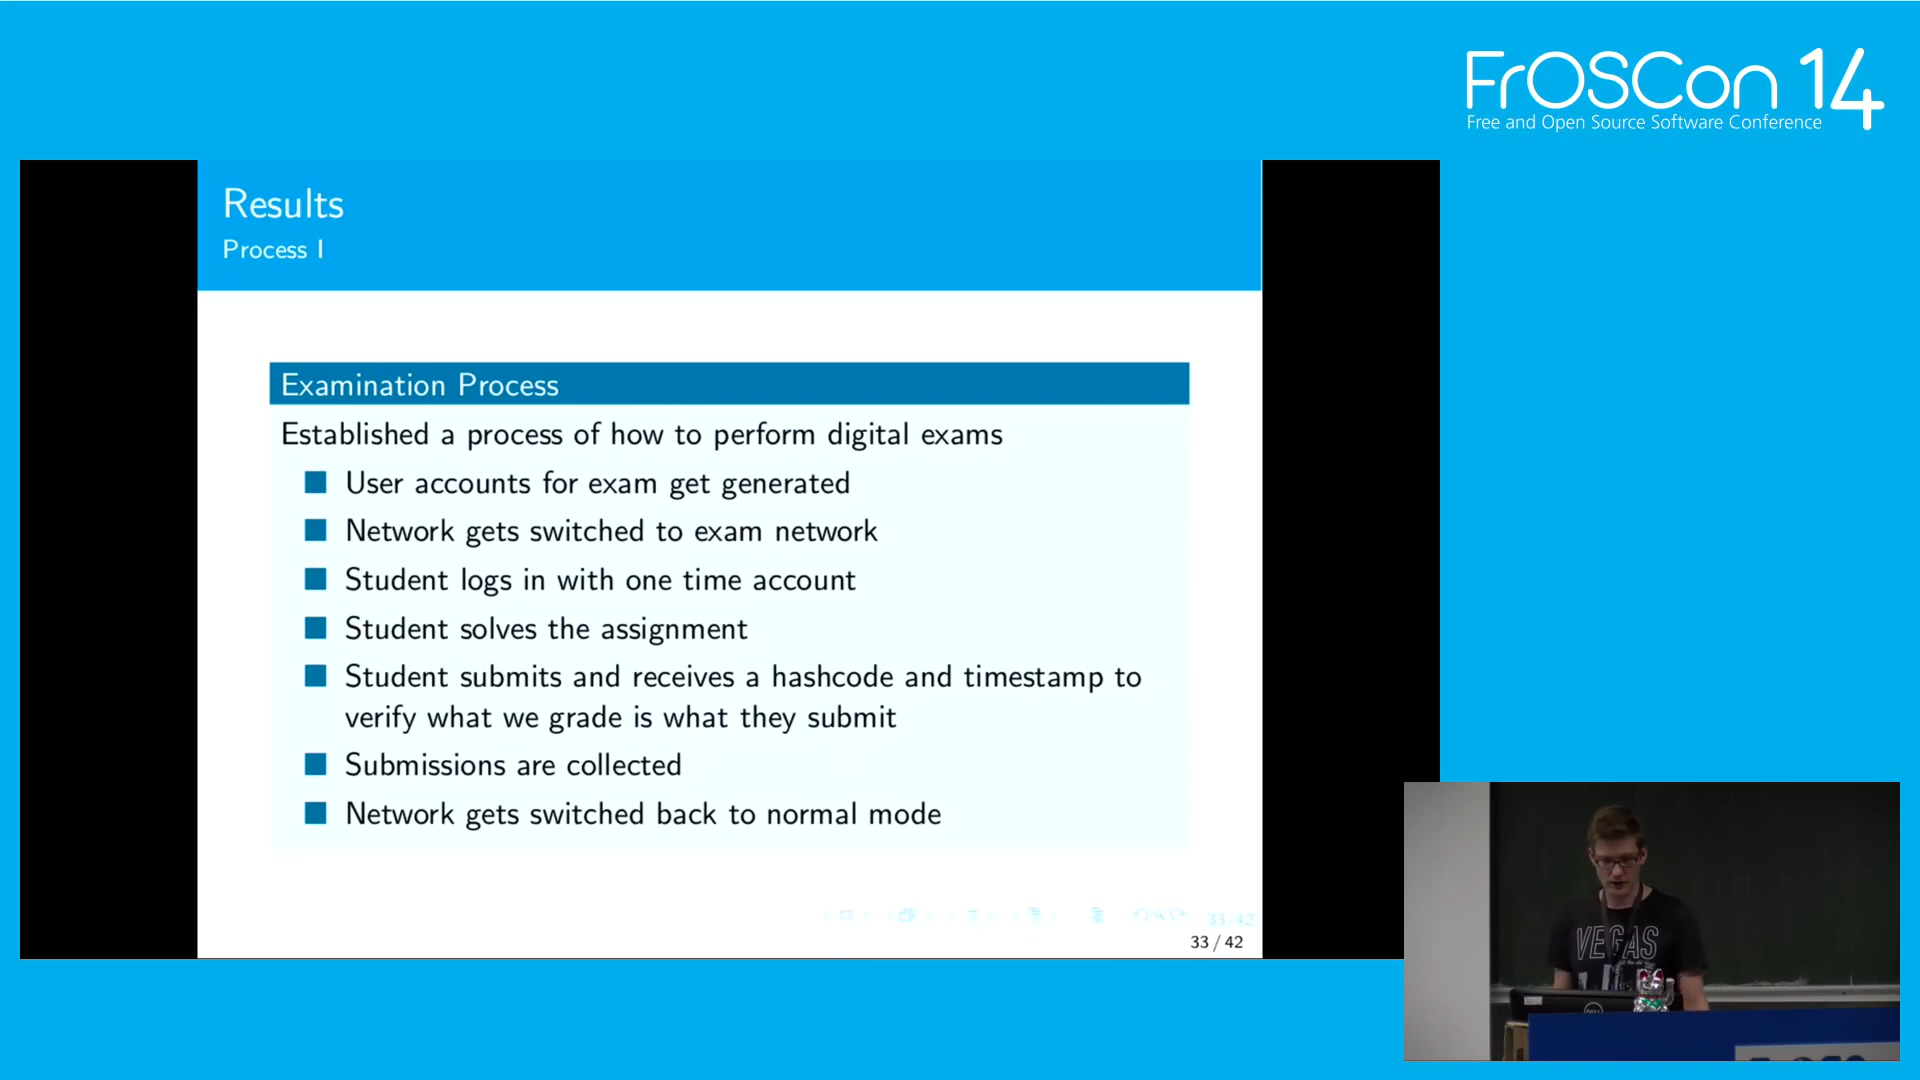 FrOSCon 14
Free and Open Source Software Conference
Results
Process I
Examination Process
Established a process of how to perform digital exams
User accounts for exam get generated
Network gets switched to exam network
Student logs in with one time account
Student solves the assignment
Student submits and receives a hashcode and timestamp to
verify what we grade is what they submit
Submissions are collected
Network gets switched back to normal mode
33/42
33 / 42
VEGAS
DELL